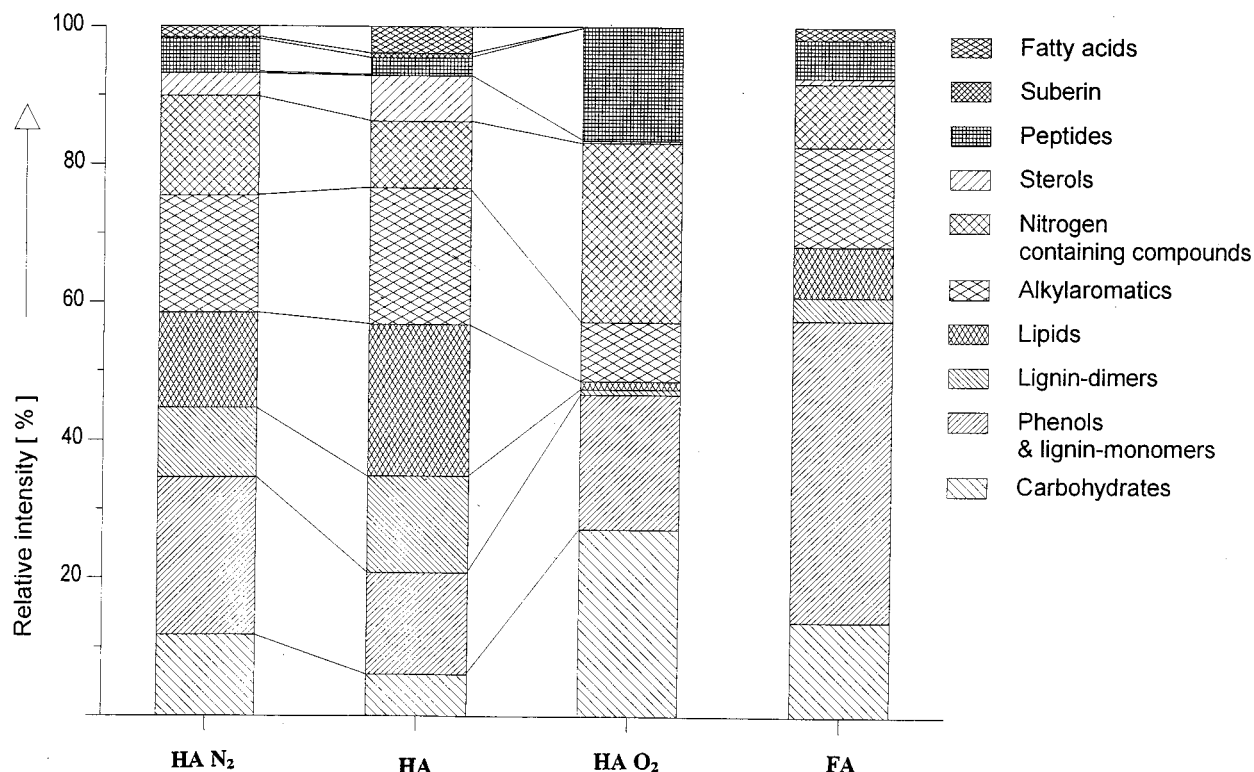 100
80
60
40
20
Relative intensity [ % ]
HA N₂
HA
HA O₂
FA
Fatty acids
Suberin
Peptides
Sterols
Nitrogen
containing compounds
Alkylaromatics
Lipids
Lignin-dimers
Phenols
& lignin-monomers
Carbohydrates